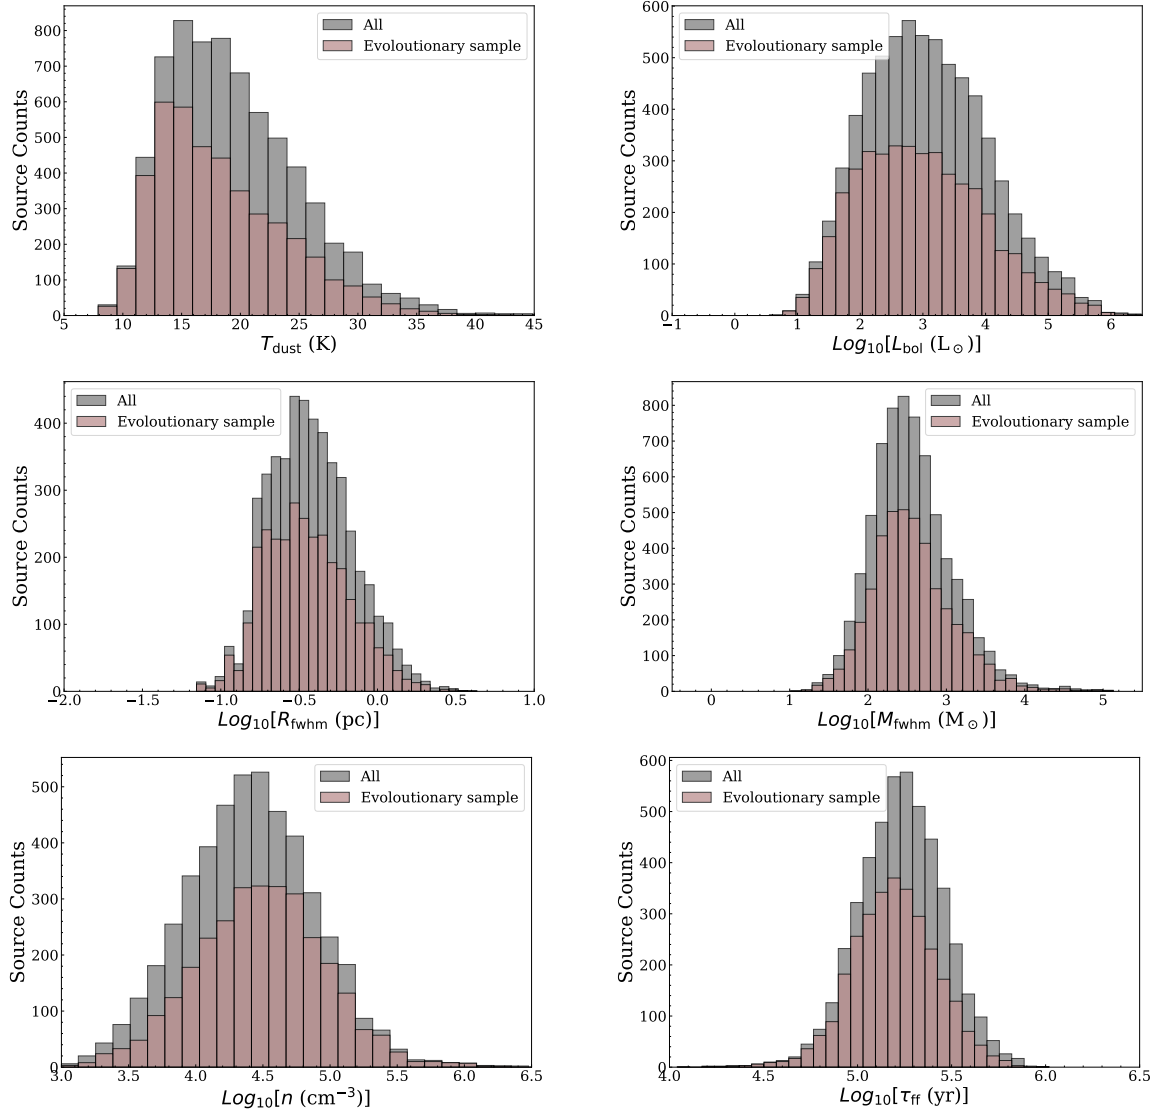 800
700
600
500
400
300
200
100
0
Source Counts
All
Evoloutionary sample
5 10 15 20 25 30 35 40 45
T_dust (K)
600
500
400
300
200
100
0
Source Counts
All
Evoloutionary sample
−1 0 1 2 3 4 5 6
Log₁₀[L_bol (L⊙)]
400
300
200
100
0
Source Counts
All
Evoloutionary sample
−2.0 −1.5 −1.0 −0.5 0.0 0.5 1.0
Log₁₀[R_fwhm (pc)]
800
700
600
500
400
300
200
100
0
Source Counts
All
Evoloutionary sample
0 1 2 3 4 5
Log₁₀[M_fwhm (M⊙)]
500
400
300
200
100
0
Source Counts
All
Evoloutionary sample
3.0 3.5 4.0 4.5 5.0 5.5 6.0 6.5
Log₁₀[n (cm⁻³)]
600
500
400
300
200
100
0
Source Counts
All
Evoloutionary sample
4.0 4.5 5.0 5.5 6.0 6.5
Log₁₀[τ_ff (yr)]